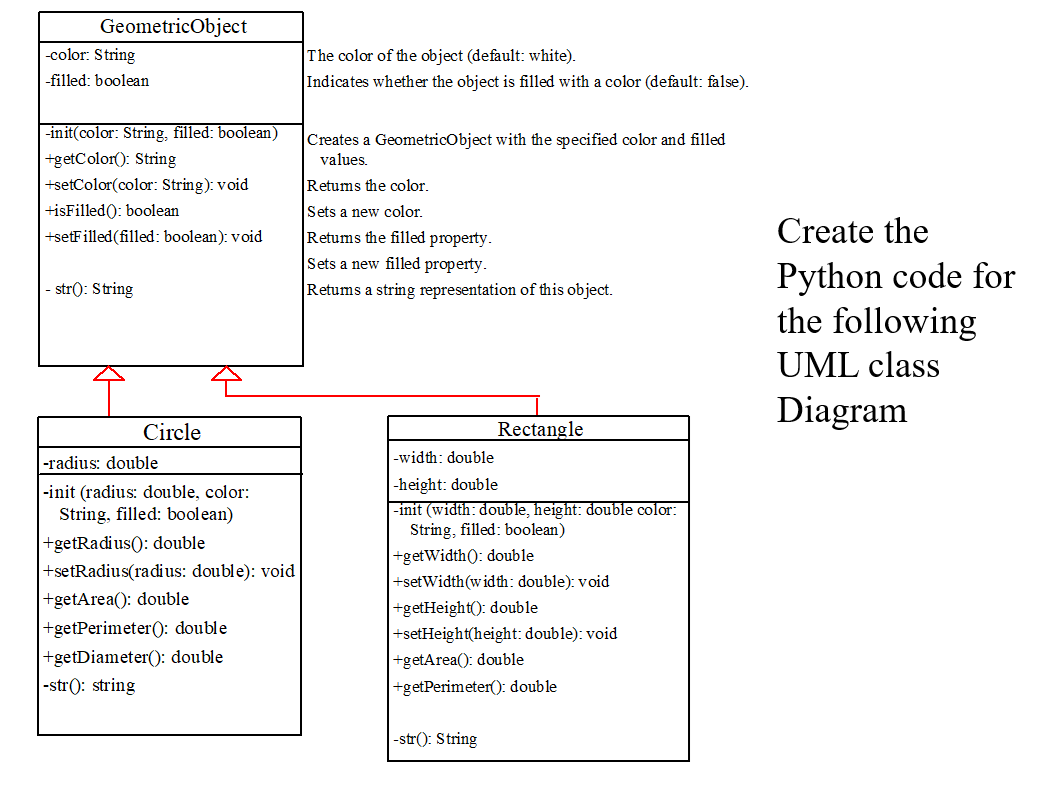 GeometricObject
-color: String
-filled: boolean
The color of the object (default: white).
Indicates whether the object is filled with a color (default: false).
-init(color: String, filled: boolean)
+getColor(): String
+setColor(color: String): void
+isFilled(): boolean
+setFilled(filled: boolean): void
- str(): String
Creates a GeometricObject with the specified color and filled
values.
Returns the color.
Sets a new color.
Returns the filled property.
Sets a new filled property.
Returns a string representation of this object.
Create the
Python code for
the following
UML class
Diagram
Circle
-radius: double
-init (radius: double, color:
String, filled: boolean)
+getRadius(): double
+setRadius(radius: double): void
+getArea(): double
+getPerimeter(): double
+getDiameter(): double
-str(): string
Rectangle
-width: double
-height: double
-init (width: double, height: double color:
String, filled: boolean)
+getWidth(): double
+setWidth(width: double): void
+getHeight(): double
+setHeight(height: double): void
+getArea(): double
+getPerimeter(): double
-str(): String